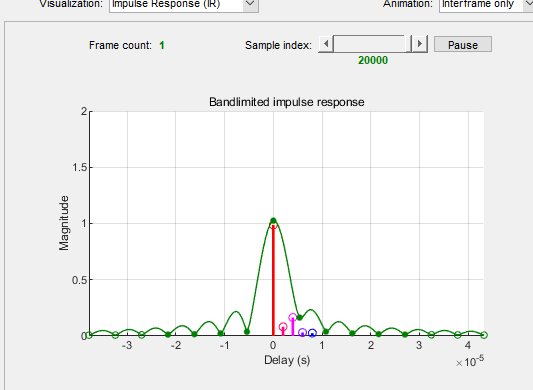 Visualization: Impulse Response (IR) Animation: Interframe only
Frame count: 1 Sample index: Pause
20000
Bandlimited impulse response
2
1.5
1
0.5
0
Magnitude
-3 -2 -1 0 1 2 3 4
Delay (s)
×10-5